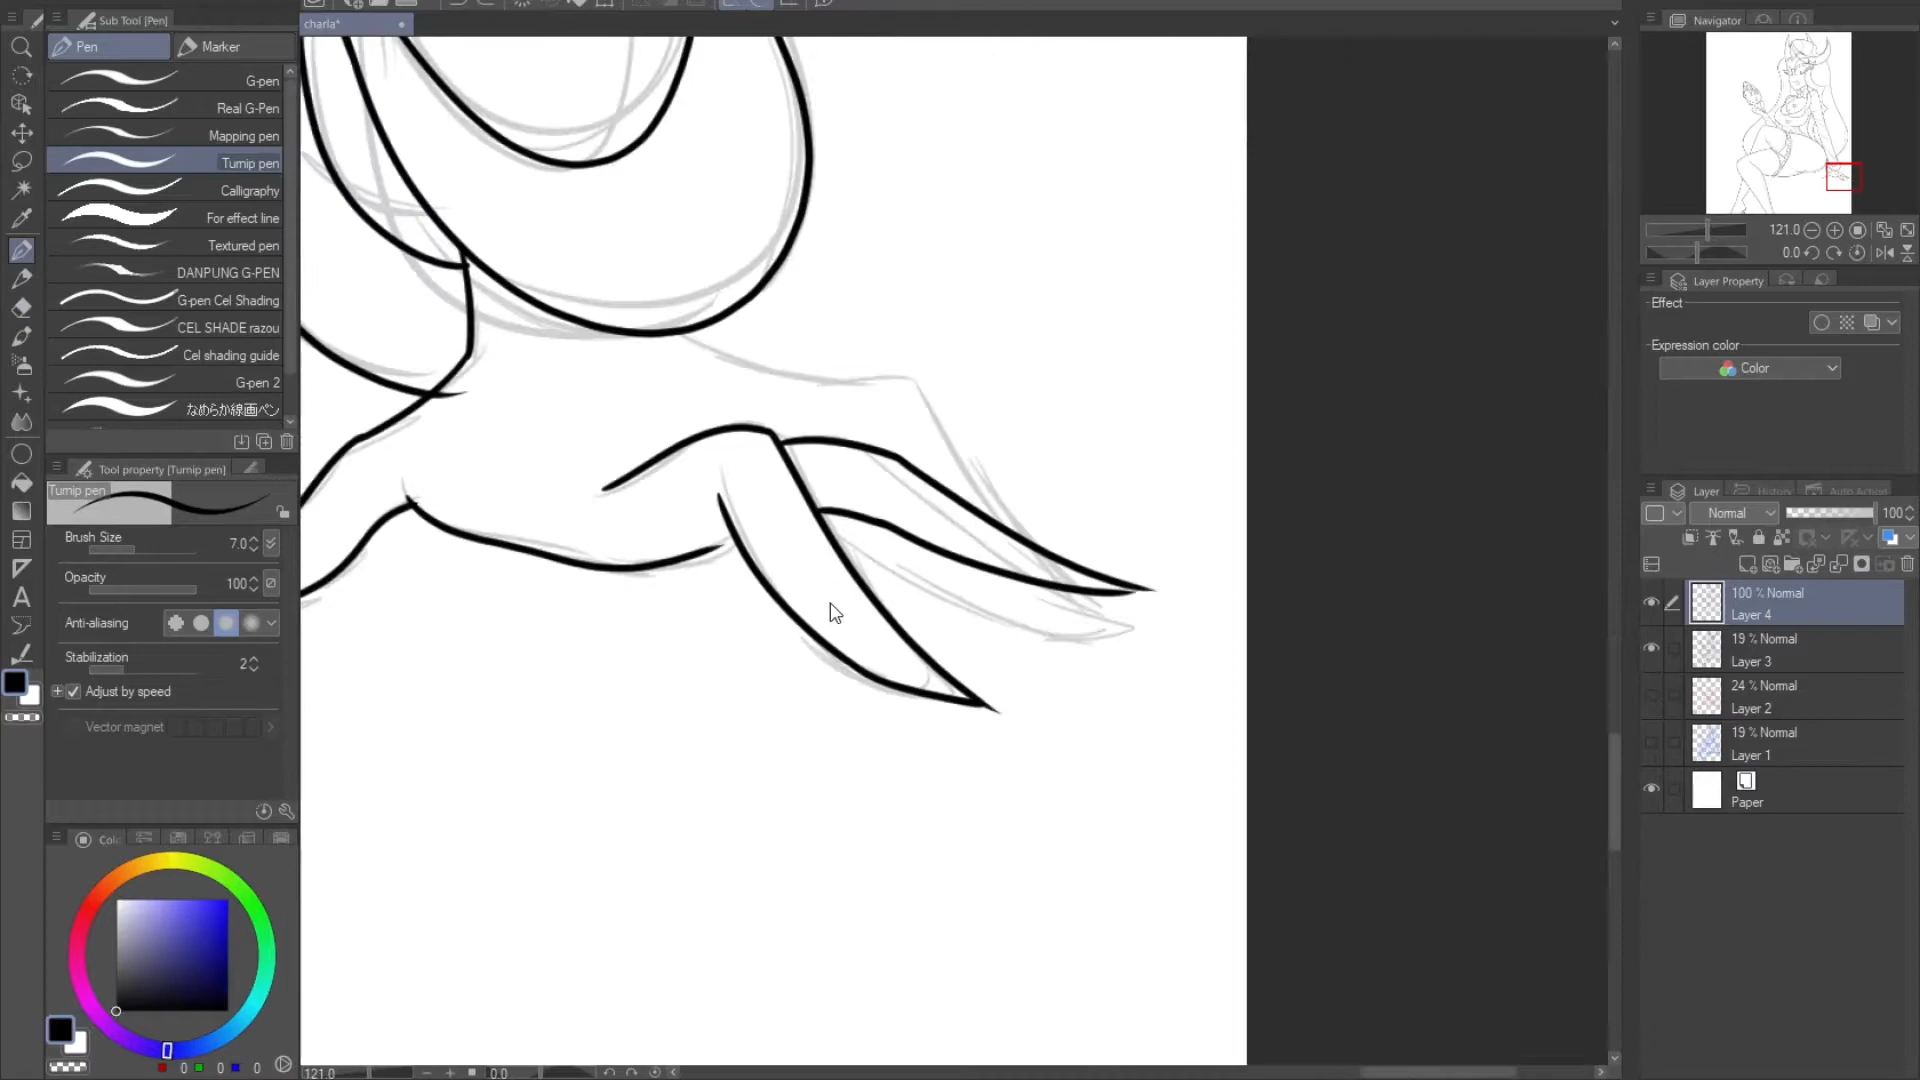 Sub Tool [Pen]
Pen
Marker
G-pen
Real G-Pen
Mapping pen
Turnip pen
Calligraphy
For effect line
Textured pen
DANPUNG G-PEN
G-pen Cel Shading
CEL SHADE razou
Cel shading guide
G-pen 2
なめらか線画ペン
Tool property [Turnip pen]
Turnip pen
Brush Size
7.0
Opacity
100
Anti-aliasing
Stabilization
2
Adjust by speed
Vector magnet
Colo
0
0
0
charla*
121.0
0.0
Navigator
121.0
0.0
Layer Property
Effect
Expression color
Color
Layer
History
Auto Action
Normal
100
100 % Normal
Layer 4
19 % Normal
Layer 3
24 % Normal
Layer 2
19 % Normal
Layer 1
Paper